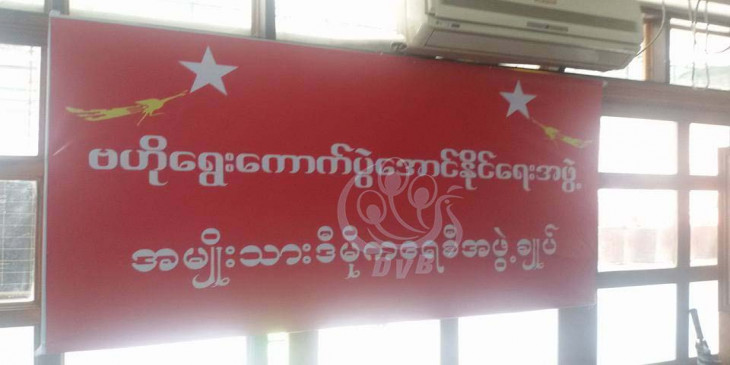 ဗဟိုရွေးကောက်ပွဲအောင်နိုင်ရေးအဖွဲ့
အမျိုးသားဒီမိုကရေစီအဖွဲ့ချုပ်
DVB